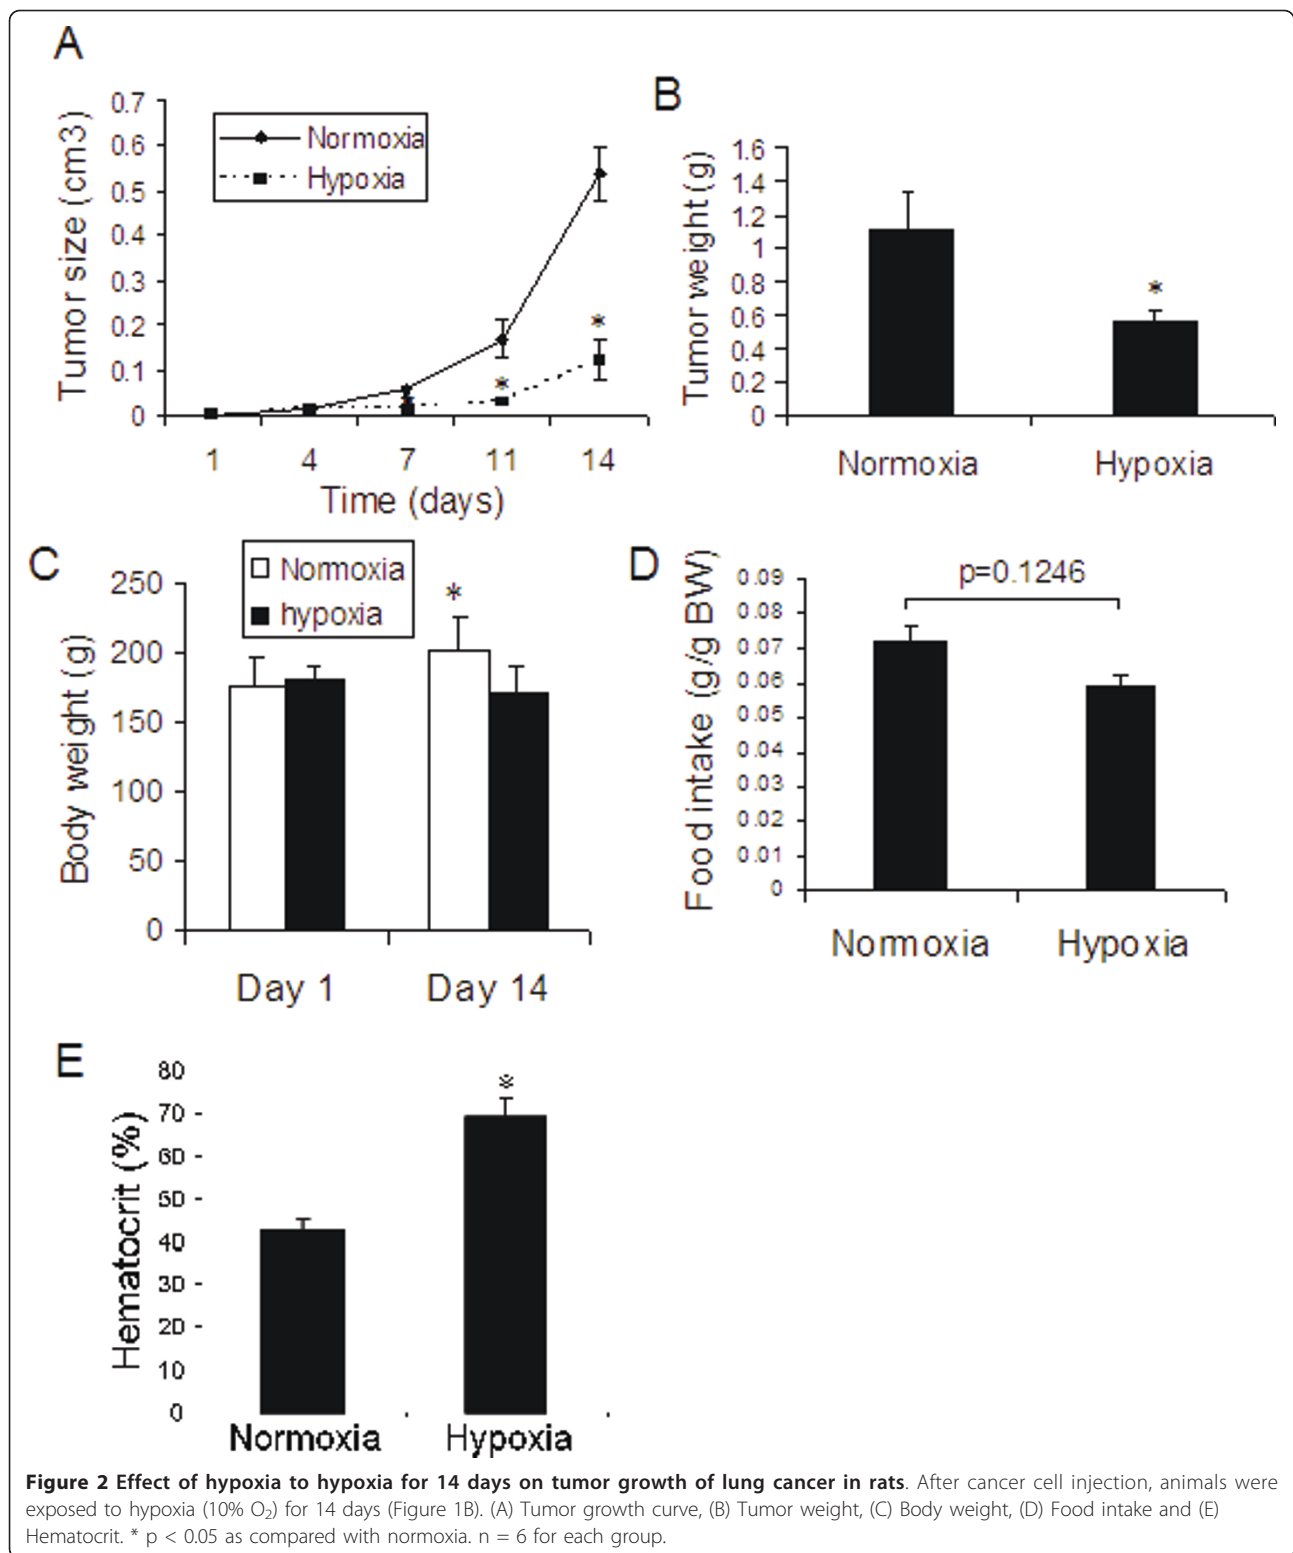 A
0.7
0.6
0.5
0.4
0.3
0.2
0.1
0
Tumor size (cm3)
Normoxia
Hypoxia
*
*
1 4 7 11 14
Time (days)
B
1.6
1.4
1.2
1
0.8
0.6
0.4
0.2
0
Tumor weight (g)
*
Normoxia Hypoxia
C
250
200
150
100
50
0
Body weight (g)
Normoxia
hypoxia
*
Day 1 Day 14
D
0.09
0.08
0.07
0.06
0.05
0.04
0.03
0.02
0.01
0
Food intake (g/g BW)
p=0.1246
Normoxia Hypoxia
E
80
70
60
50
40
30
20
10
0
Hematocrit (%)
*
Normoxia Hypoxia
Figure 2 Effect of hypoxia to hypoxia for 14 days on tumor growth of lung cancer in rats. After cancer cell injection, animals were
exposed to hypoxia (10% O₂) for 14 days (Figure 1B). (A) Tumor growth curve, (B) Tumor weight, (C) Body weight, (D) Food intake and (E)
Hematocrit. * p < 0.05 as compared with normoxia. n = 6 for each group.